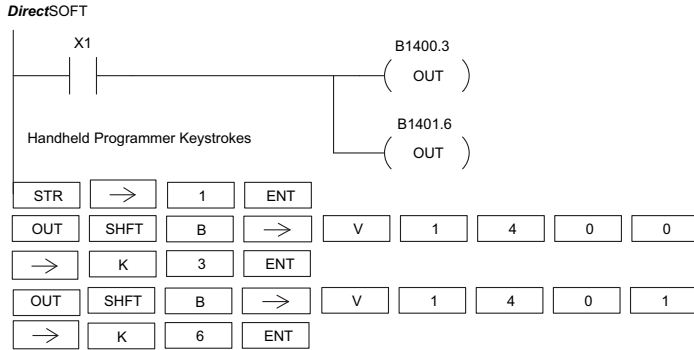 DirectSOFT
X1
B1400.3
OUT
B1401.6
OUT
Handheld Programmer Keystrokes
STR → 1 ENT
OUT SHFT B → V 1 4 0 0
→ K 3 ENT
OUT SHFT B → V 1 4 0 1
→ K 6 ENT